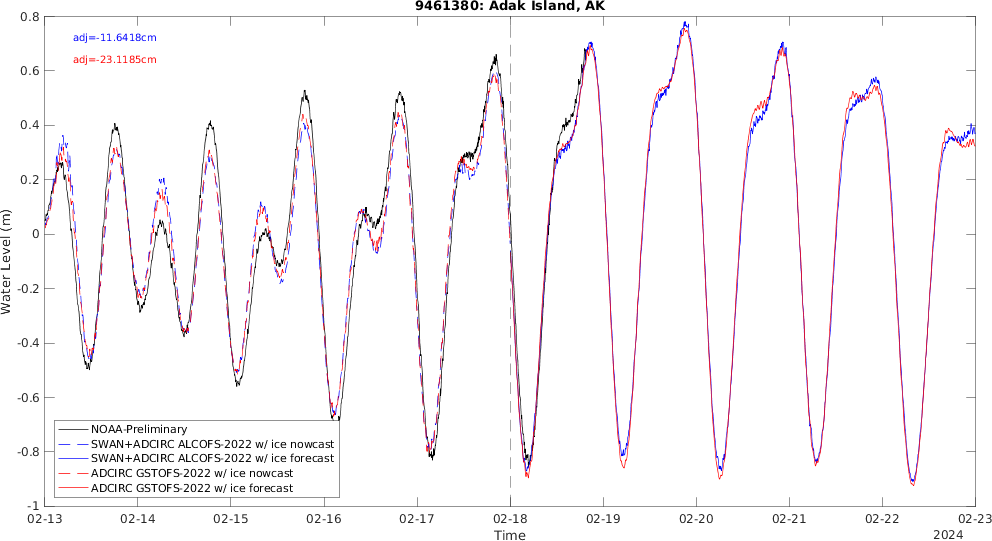 9461380: Adak Island, AK
adj=-11.6418cm
adj=-23.1185cm
Water Level (m)
0.8
0.6
0.4
0.2
0
-0.2
-0.4
-0.6
-0.8
-1
NOAA-Preliminary
SWAN+ADCIRC ALCOFS-2022 w/ ice nowcast
SWAN+ADCIRC ALCOFS-2022 w/ ice forecast
ADCIRC GSTOFS-2022 w/ ice nowcast
ADCIRC GSTOFS-2022 w/ ice forecast
02-13 02-14 02-15 02-16 02-17 02-18 02-19 02-20 02-21 02-22 02-23
Time
2024